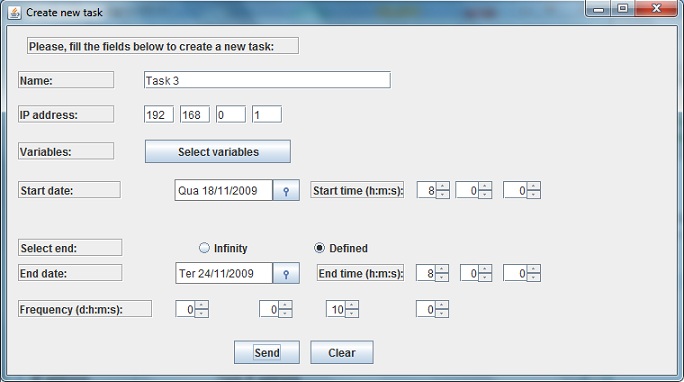 Create new task
Please, fill the fields below to create a new task:
Name: Task 3
IP address: 192 168 0 1
Variables: Select variables
Start date: Qua 18/11/2009 Start time (h:m:s): 8 0 0
Select end: Infinity Defined
End date: Ter 24/11/2009 End time (h:m:s): 8 0 0
Frequency (d:h:m:s): 0 0 10 0
Send Clear